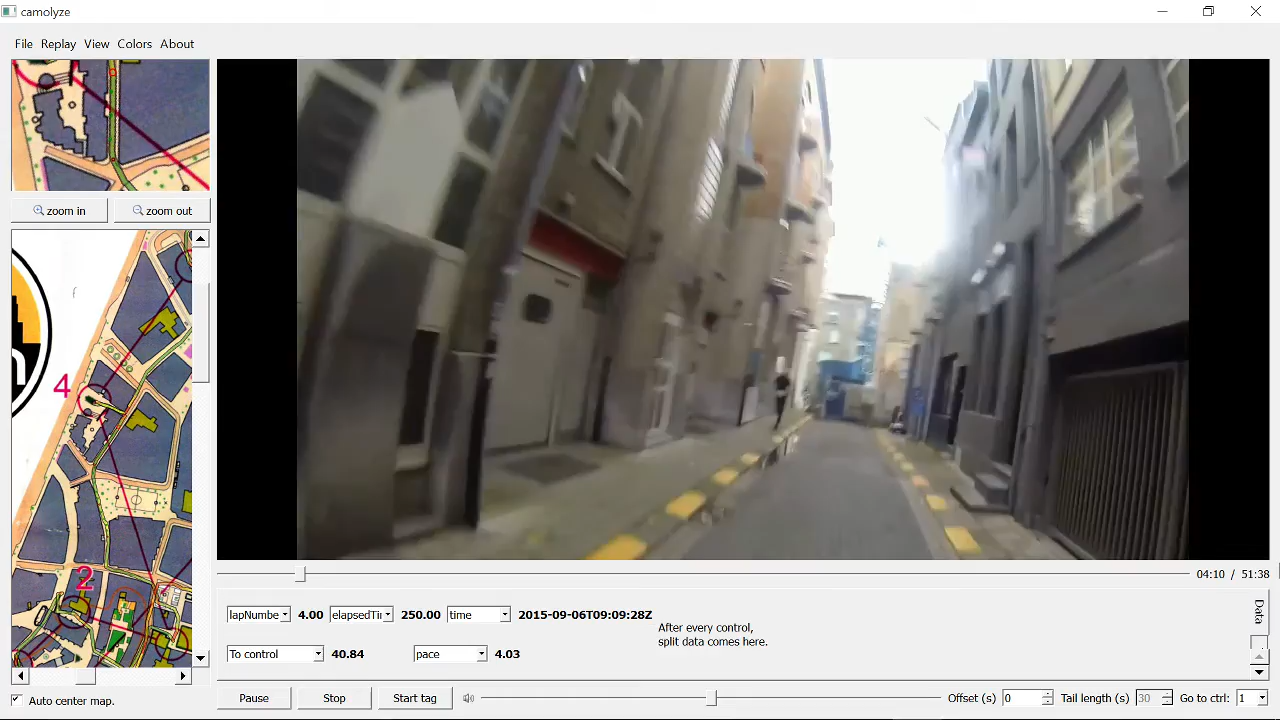 camolyze
File Replay View Colors About
zoom in zoom out
4
2
04:10 / 51:38
lapNumbe 4.00 elapsedTi 250.00 time 2015-09-06T09:09:28Z
To control 40.84 pace 4.03
After every control,
split data comes here.
Data
Auto center map.
Pause Stop Start tag Offset (s) 0 Tail length (s) 30 Go to ctrl: 1